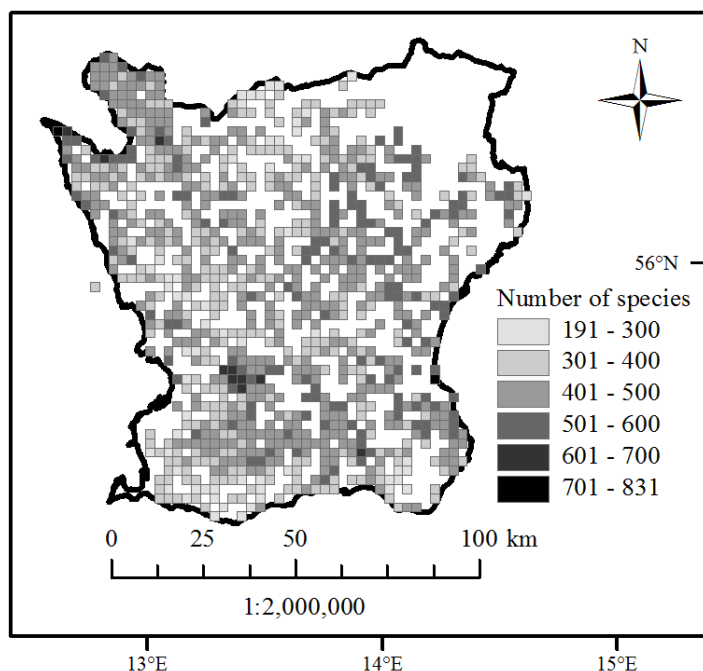 N
56°N
Number of species
191 - 300
301 - 400
401 - 500
501 - 600
601 - 700
701 - 831
0 25 50 100 km
1:2,000,000
13°E 14°E 15°E